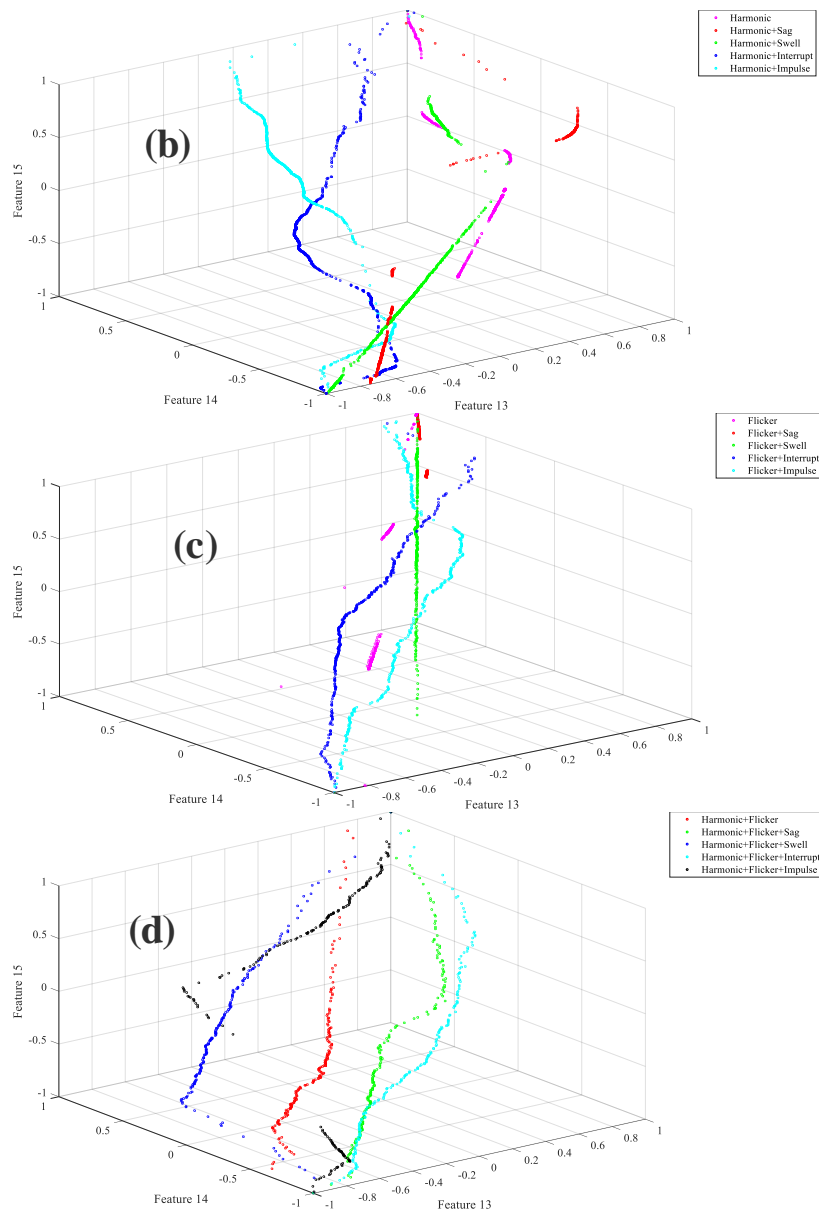 Harmonic
Harmonic+Sag
Harmonic+Swell
Harmonic+Interrupt
Harmonic+Impulse
(b)
Feature 15
1
0.5
0
-0.5
-1
1
0.5
0
-0.5
-1
Feature 14
-1
-0.8
-0.6
-0.4
-0.2
0
0.2
0.4
0.6
0.8
1
Feature 13
Flicker
Flicker+Sag
Flicker+Swell
Flicker+Interrupt
Flicker+Impulse
(c)
Feature 15
1
0.5
0
-0.5
-1
1
0.5
0
-0.5
-1
Feature 14
-1
-0.8
-0.6
-0.4
-0.2
0
0.2
0.4
0.6
0.8
1
Feature 13
Harmonic+Flicker
Harmonic+Flicker+Sag
Harmonic+Flicker+Swell
Harmonic+Flicker+Interrupt
Harmonic+Flicker+Impulse
(d)
Feature 15
1
0.5
0
-0.5
-1
1
0.5
0
-0.5
-1
Feature 14
-1
-0.8
-0.6
-0.4
-0.2
0
0.2
0.4
0.6
0.8
1
Feature 13